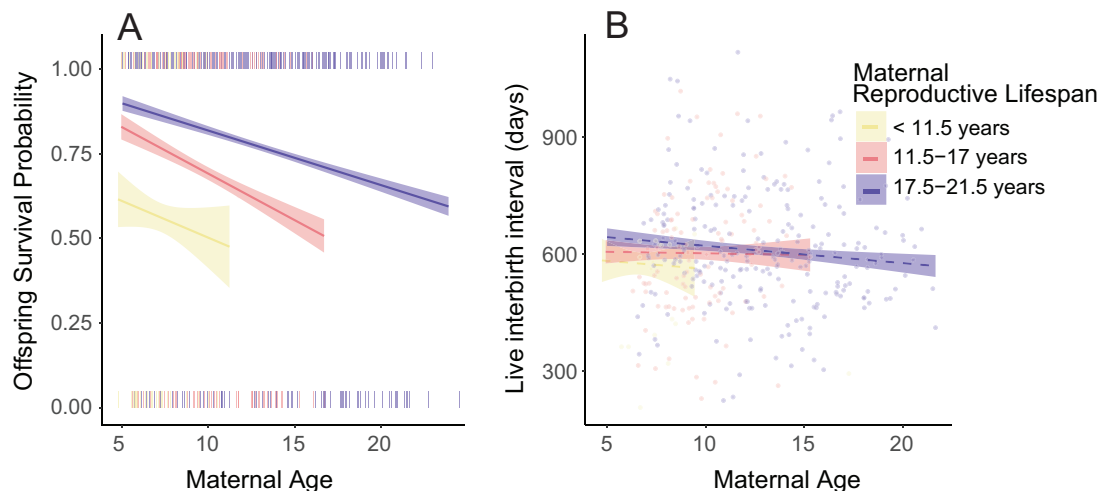 A
Offspring Survival Probability
1.00
0.75
0.50
0.25
0.00
5
10
15
20
Maternal Age
B
Live interbirth interval (days)
900
600
300
5
10
15
20
Maternal Age
Maternal
Reproductive Lifespan
< 11.5 years
11.5−17 years
17.5−21.5 years